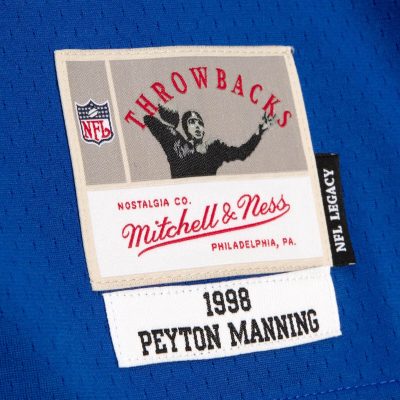 THROWBACKS
NFL
NOSTALGIA CO.
Mitchell & Ness
PHILADELPHIA, PA.
NFL LEGACY
1998
PEYTON MANNING